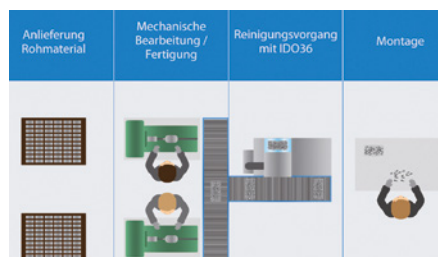 Anlieferung
Rohmaterial
Mechanische
Bearbeitung /
Fertigung
Reinigungsvorgang
mit IDO36
Montage